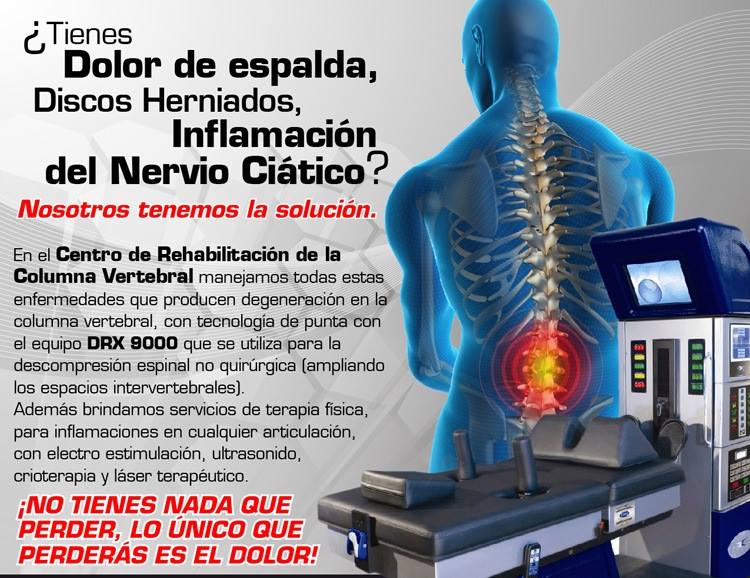 ¿Tienes
Dolor de espalda,
Discos Herniados,
Inflamación
del Nervio Ciático?
Nosotros tenemos la solución.
En el Centro de Rehabilitación de la
Columna Vertebral manejamos todas estas
enfermedades que producen degeneración en la
columna vertebral, con tecnología de punta con
el equipo DRX 9000 que se utiliza para la
descompresión espinal no quirúrgica (ampliando
los espacios intervertebrales).
Además brindamos servicios de terapia física,
para inflamaciones en cualquier articulación,
con electro estimulación, ultrasonido,
crioterapia y láser terapéutico.
¡NO TIENES NADA QUE
PERDER, LO ÚNICO QUE
PERDERÁS ES EL DOLOR!